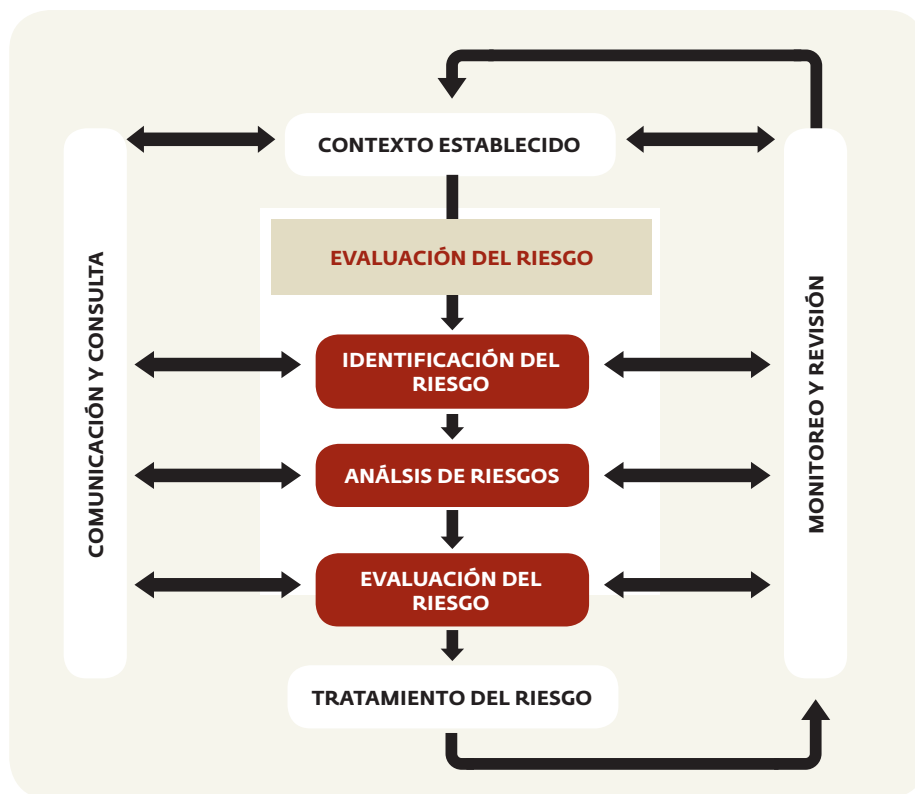 CONTEXTO ESTABLECIDO
EVALUACIÓN DEL RIESGO
IDENTIFICACIÓN DEL
RIESGO
ANÁLSIS DE RIESGOS
EVALUACIÓN DEL
RIESGO
TRATAMIENTO DEL RIESGO
COMUNICACIÓN Y CONSULTA
MONITOREO Y REVISIÓN